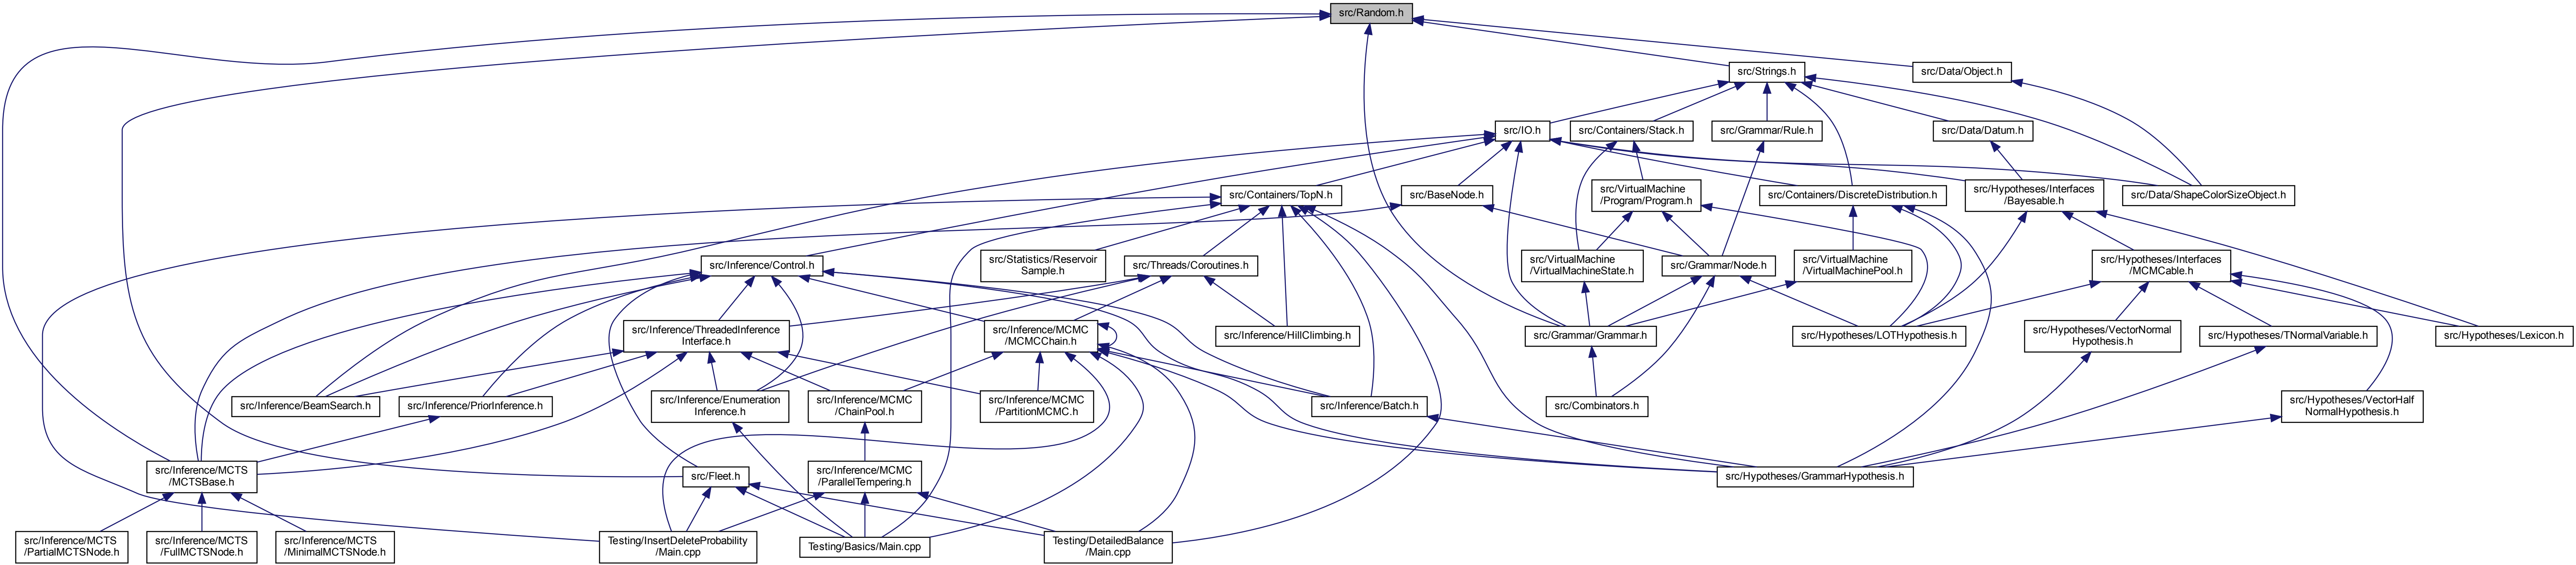 src/Random.h
src/Strings.h
src/Data/Object.h
src/IO.h
src/Containers/Stack.h
src/Grammar/Rule.h
src/Data/Datum.h
src/Containers/TopN.h
src/BaseNode.h
src/VirtualMachine
/Program/Program.h
src/Containers/DiscreteDistribution.h
src/Hypotheses/Interfaces
/Bayesable.h
src/Data/ShapeColorSizeObject.h
src/Inference/Control.h
src/Statistics/Reservoir
Sample.h
src/Threads/Coroutines.h
src/VirtualMachine
/VirtualMachineState.h
src/Grammar/Node.h
src/VirtualMachine
/VirtualMachinePool.h
src/Hypotheses/Interfaces
/MCMCable.h
src/Inference/ThreadedInference
Interface.h
src/Inference/MCMC
/MCMCChain.h
src/Inference/HillClimbing.h
src/Grammar/Grammar.h
src/Hypotheses/LOTHypothesis.h
src/Hypotheses/VectorNormal
Hypothesis.h
src/Hypotheses/TNormalVariable.h
src/Hypotheses/Lexicon.h
src/Inference/BeamSearch.h
src/Inference/PriorInference.h
src/Inference/Enumeration
Inference.h
src/Inference/MCMC
/ChainPool.h
src/Inference/MCMC
/PartitionMCMC.h
src/Inference/Batch.h
src/Combinators.h
src/Hypotheses/VectorHalf
NormalHypothesis.h
src/Inference/MCTS
/MCTSBase.h
src/Fleet.h
src/Inference/MCMC
/ParallelTempering.h
src/Hypotheses/GrammarHypothesis.h
src/Inference/MCTS
/PartialMCTSNode.h
src/Inference/MCTS
/FullMCTSNode.h
src/Inference/MCTS
/MinimalMCTSNode.h
Testing/InsertDeleteProbability
/Main.cpp
Testing/Basics/Main.cpp
Testing/DetailedBalance
/Main.cpp